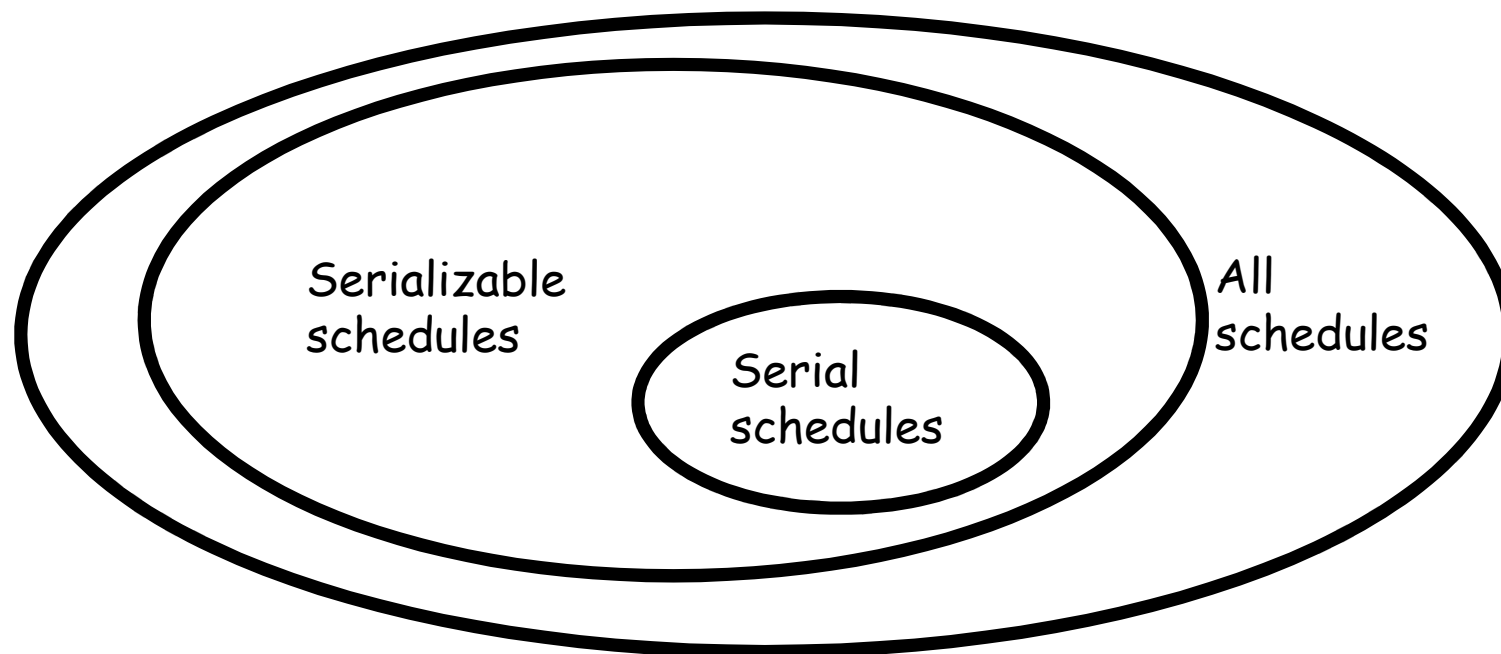 Serializable
schedules
Serial
schedules
All
schedules